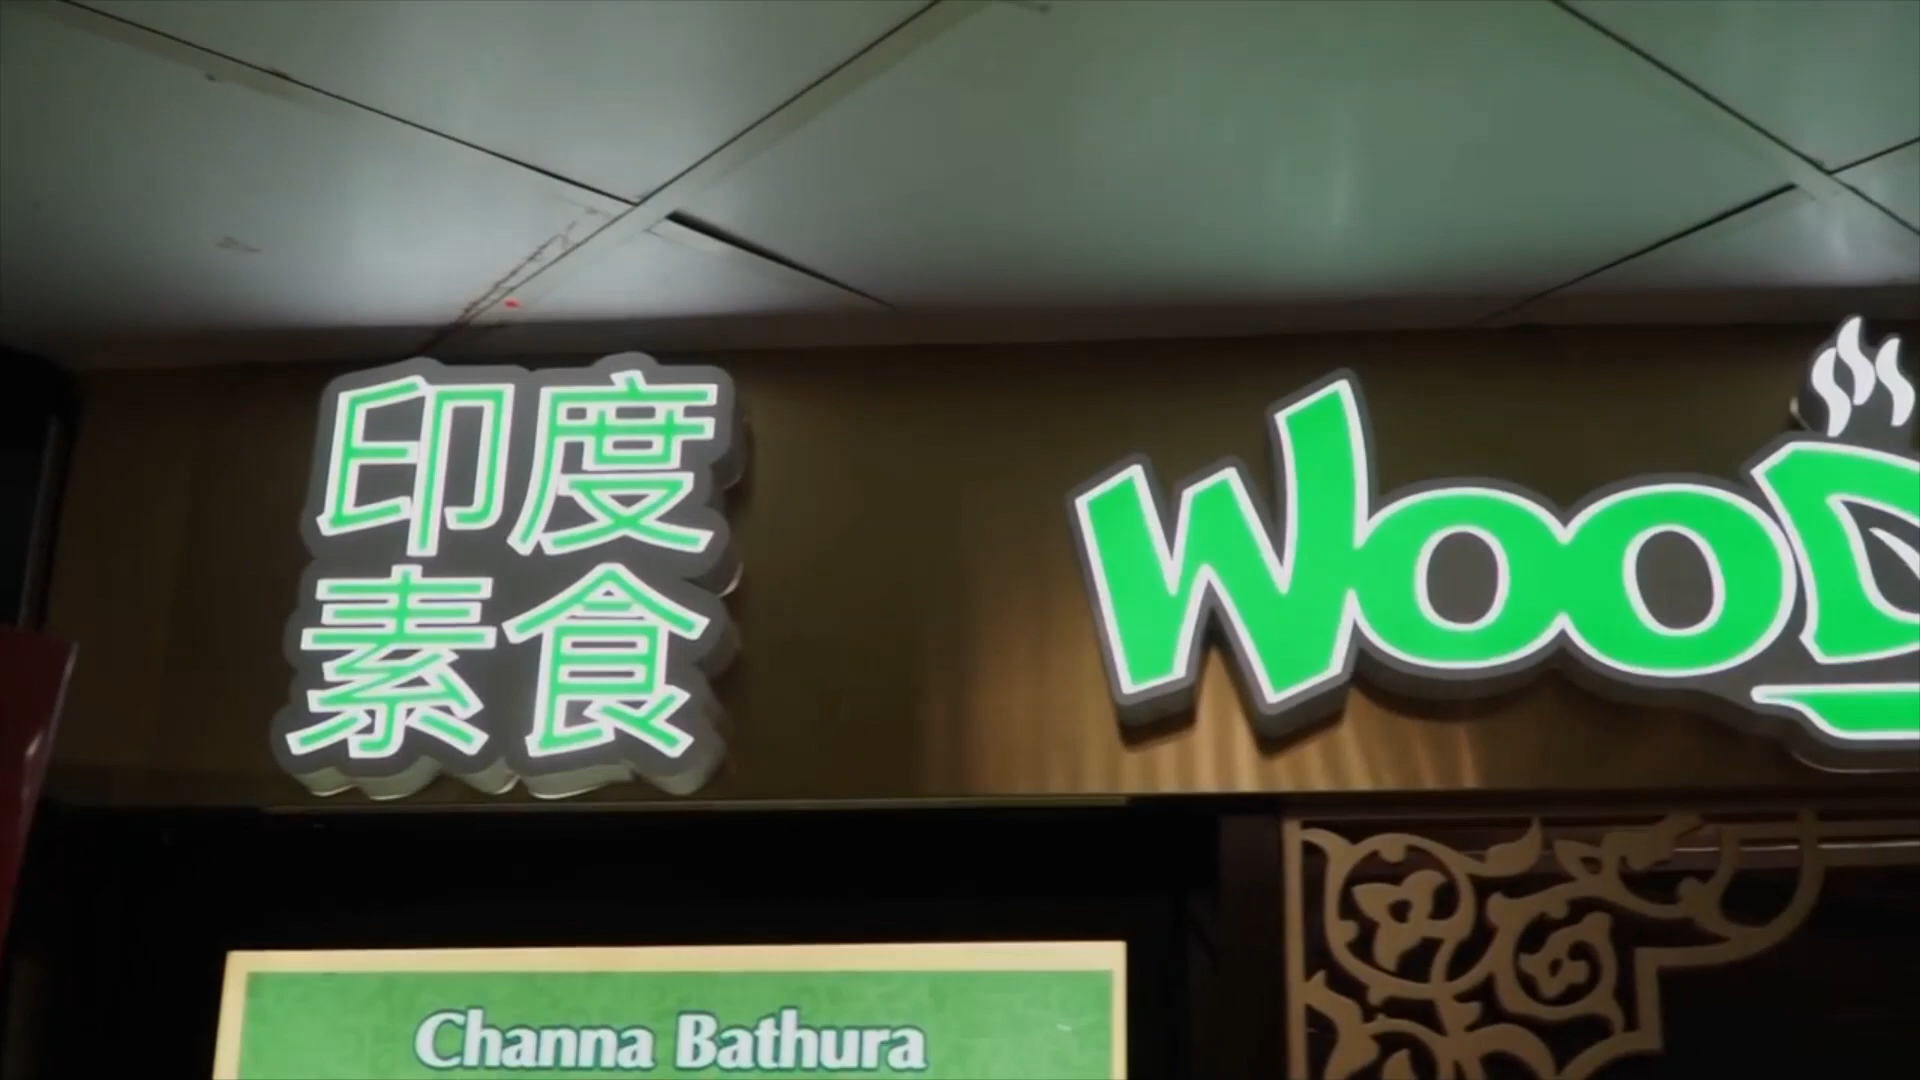 印度
素食
WOOD
Channa Bathura